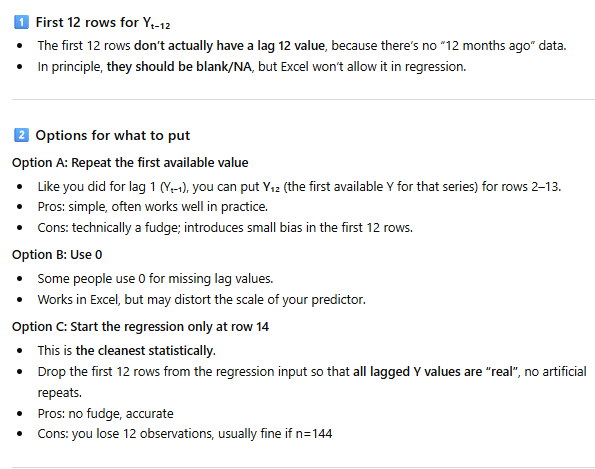 1️⃣ First 12 rows for Yₜ₋₁₂
• The first 12 rows don't actually have a lag 12 value, because there's no "12 months ago" data.
• In principle, they should be blank/NA, but Excel won't allow it in regression.
2️⃣ Options for what to put
Option A: Repeat the first available value
• Like you did for lag 1 (Yₜ₋₁), you can put Y₁₂ (the first available Y for that series) for rows 2–13.
• Pros: simple, often works well in practice.
• Cons: technically a fudge; introduces small bias in the first 12 rows.
Option B: Use 0
• Some people use 0 for missing lag values.
• Works in Excel, but may distort the scale of your predictor.
Option C: Start the regression only at row 14
• This is the cleanest statistically.
• Drop the first 12 rows from the regression input so that all lagged Y values are "real", no artificial
repeats.
• Pros: no fudge, accurate
• Cons: you lose 12 observations, usually fine if n=144